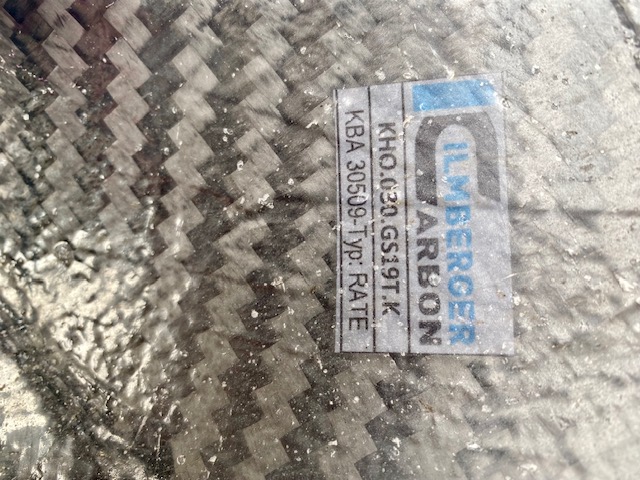 ILMBERGER
CARBON
KHO.030.GS19T.K
KBA 30509-Typ: RATE